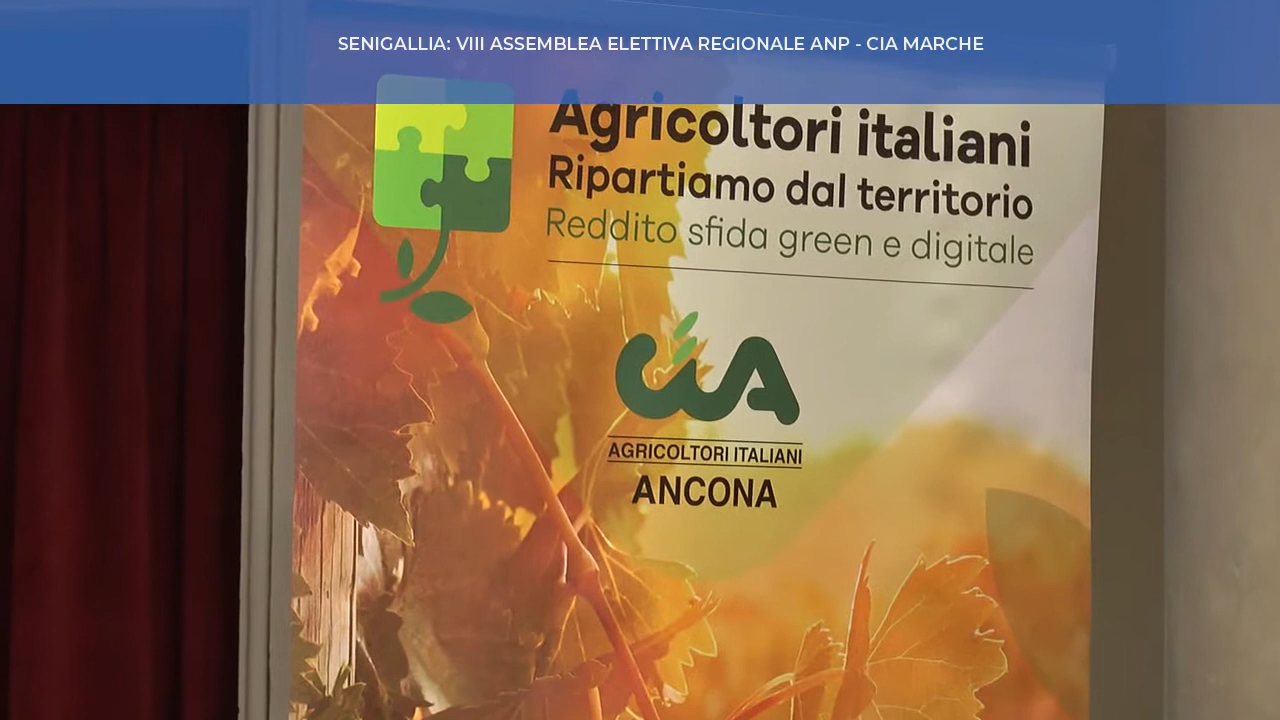 SENIGALLIA: VIII ASSEMBLEA ELETTIVA REGIONALE ANP - CIA MARCHE
Agricoltori italiani
Ripartiamo dal territorio
Reddito sfida green e digitale
CIA
AGRICOLTORI ITALIANI
ANCONA